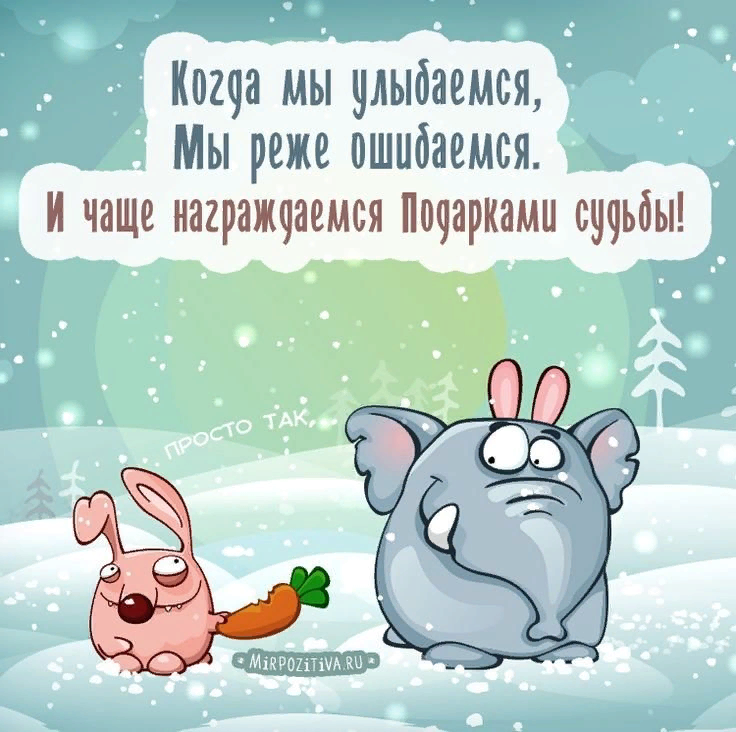 Когда мы улыбаемся,
Мы реже ошибаемся.
И чаще награждаемся Подарками судьбы!
ПРОСТО ТАК,...
MIRPOZITIVA.RU